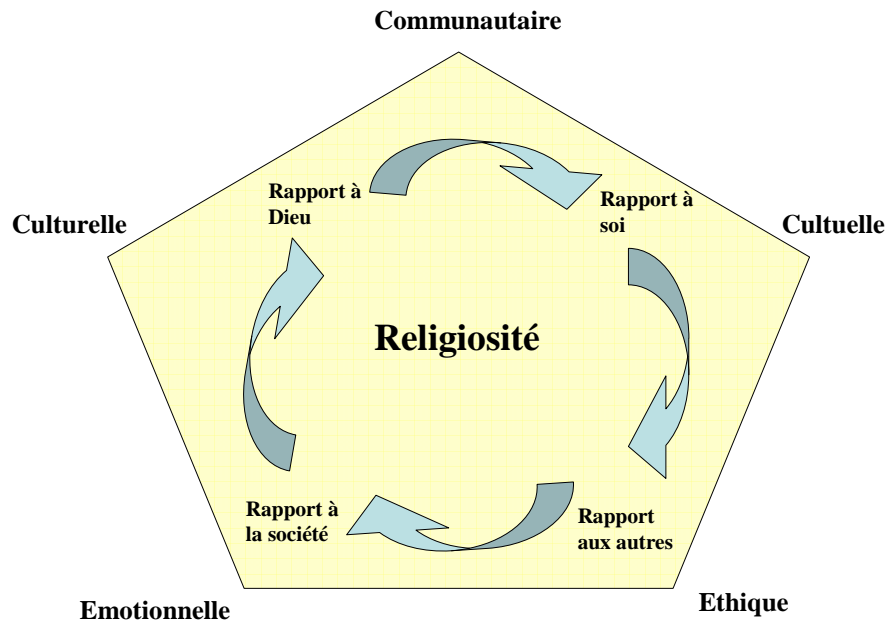 Communautaire
Rapport à
Dieu
Rapport à
soi
Culturelle
Cultuelle
Religiosité
Rapport à
la société
Rapport
aux autres
Emotionnelle
Ethique